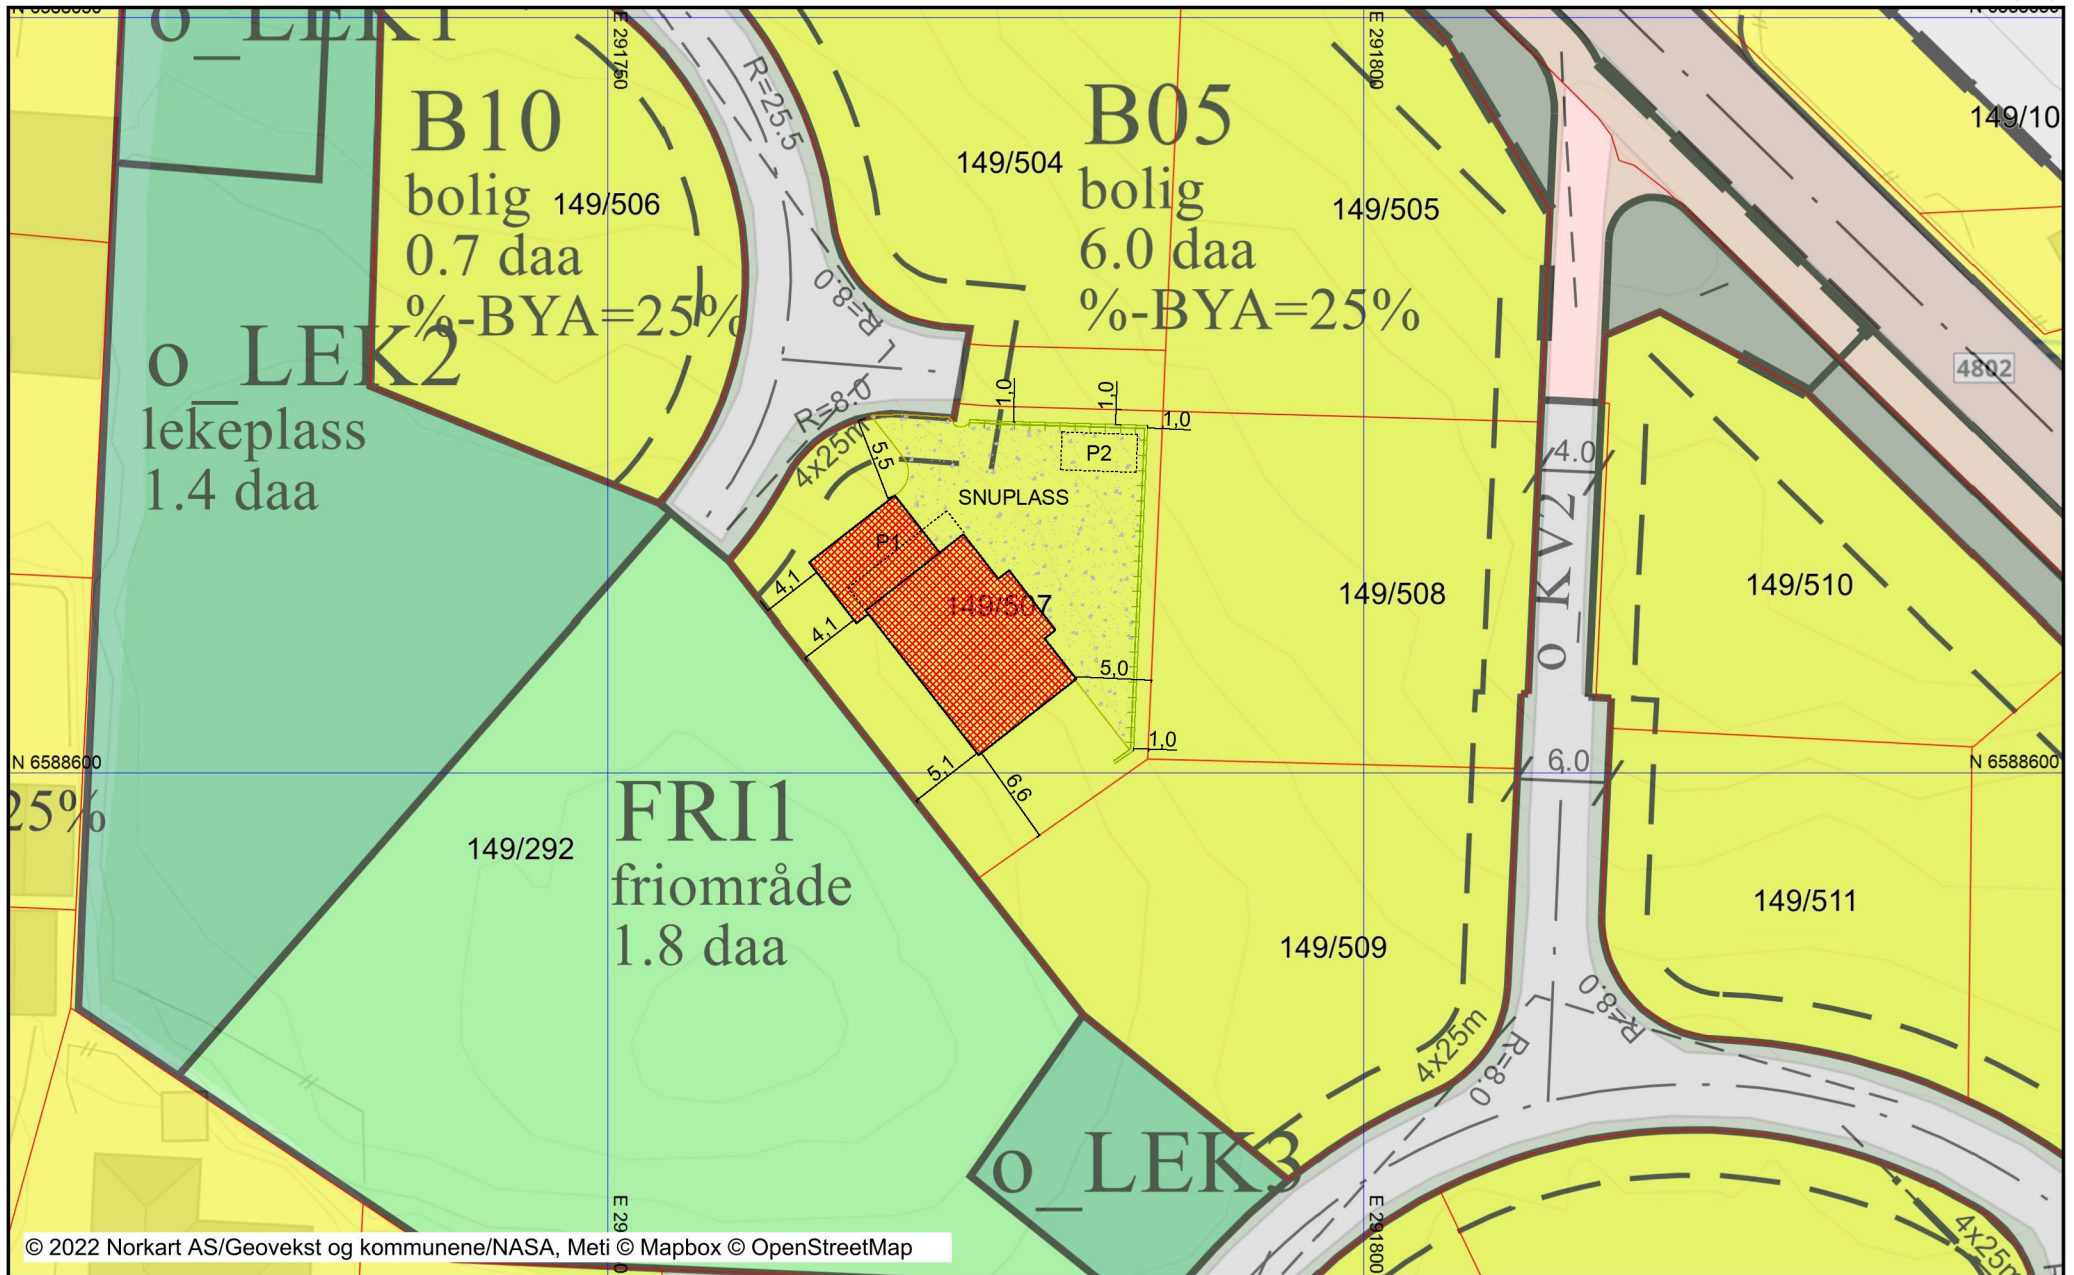 o_LEK1
E 291750
E 291800
B10
bolig
0.7 daa
%-BYA=25%
149/506
R=25.5
149/504
B05
bolig
6.0 daa
%-BYA=25%
149/505
149/10
R=8.0
o_LEK2
lekeplass
1.4 daa
4802
R=8.0
4x25m
1,0
1,0
1,0
P2
5,5
SNUPLASS
4.0
P1
4,1
4,1
149/507
149/508
o_KV2
149/510
5,0
1,0
N 6588600
N 6588600
5,1
6,6
6.0
25%
149/292
FRI1
friområde
1.8 daa
149/509
149/511
R=8.0
4x25m
R=8.0
o_LEK3
E 291800
4x25m
© 2022 Norkart AS/Geovekst og kommunene/NASA, Meti © Mapbox © OpenStreetMap